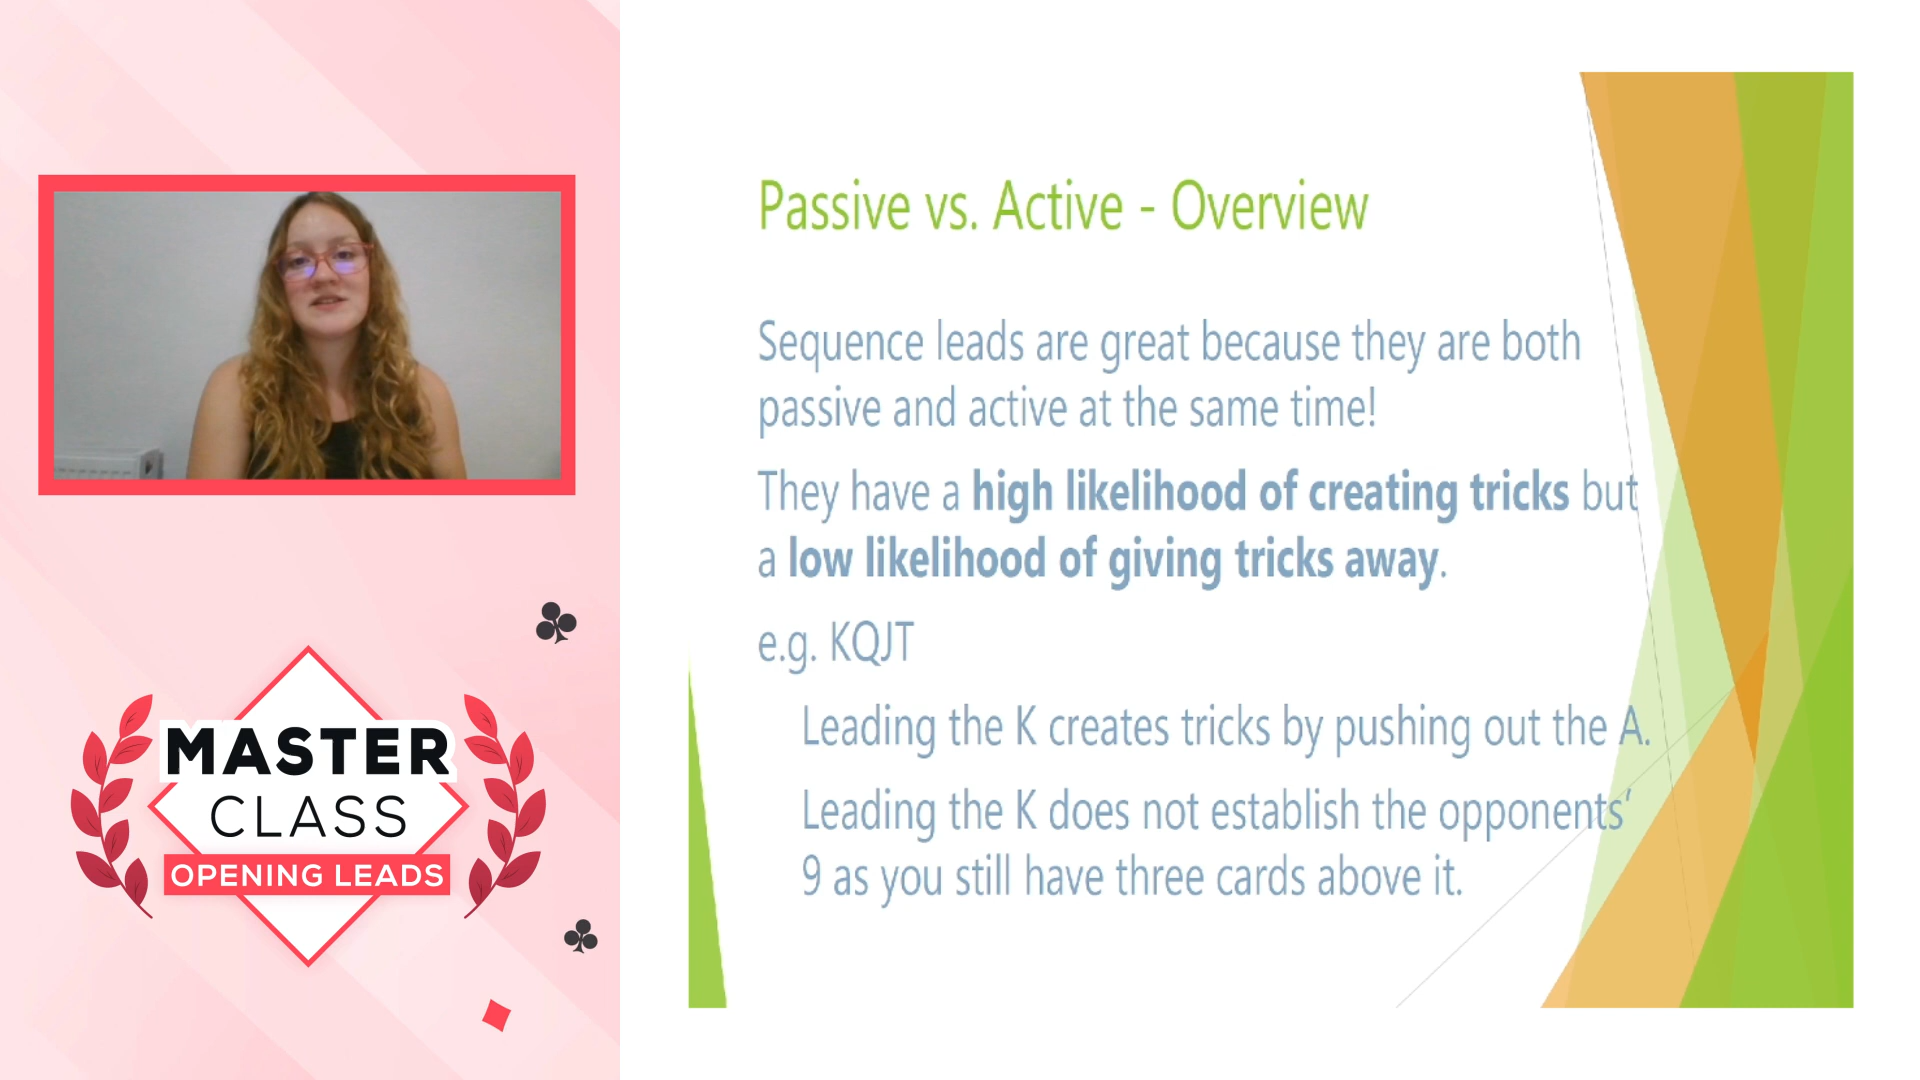 MASTER
CLASS
OPENING LEADS
Passive vs. Active - Overview
Sequence leads are great because they are both
passive and active at the same time!
They have a high likelihood of creating tricks but
a low likelihood of giving tricks away.
e.g. KQJT
Leading the K creates tricks by pushing out the A.
Leading the K does not establish the opponents'
9 as you still have three cards above it.